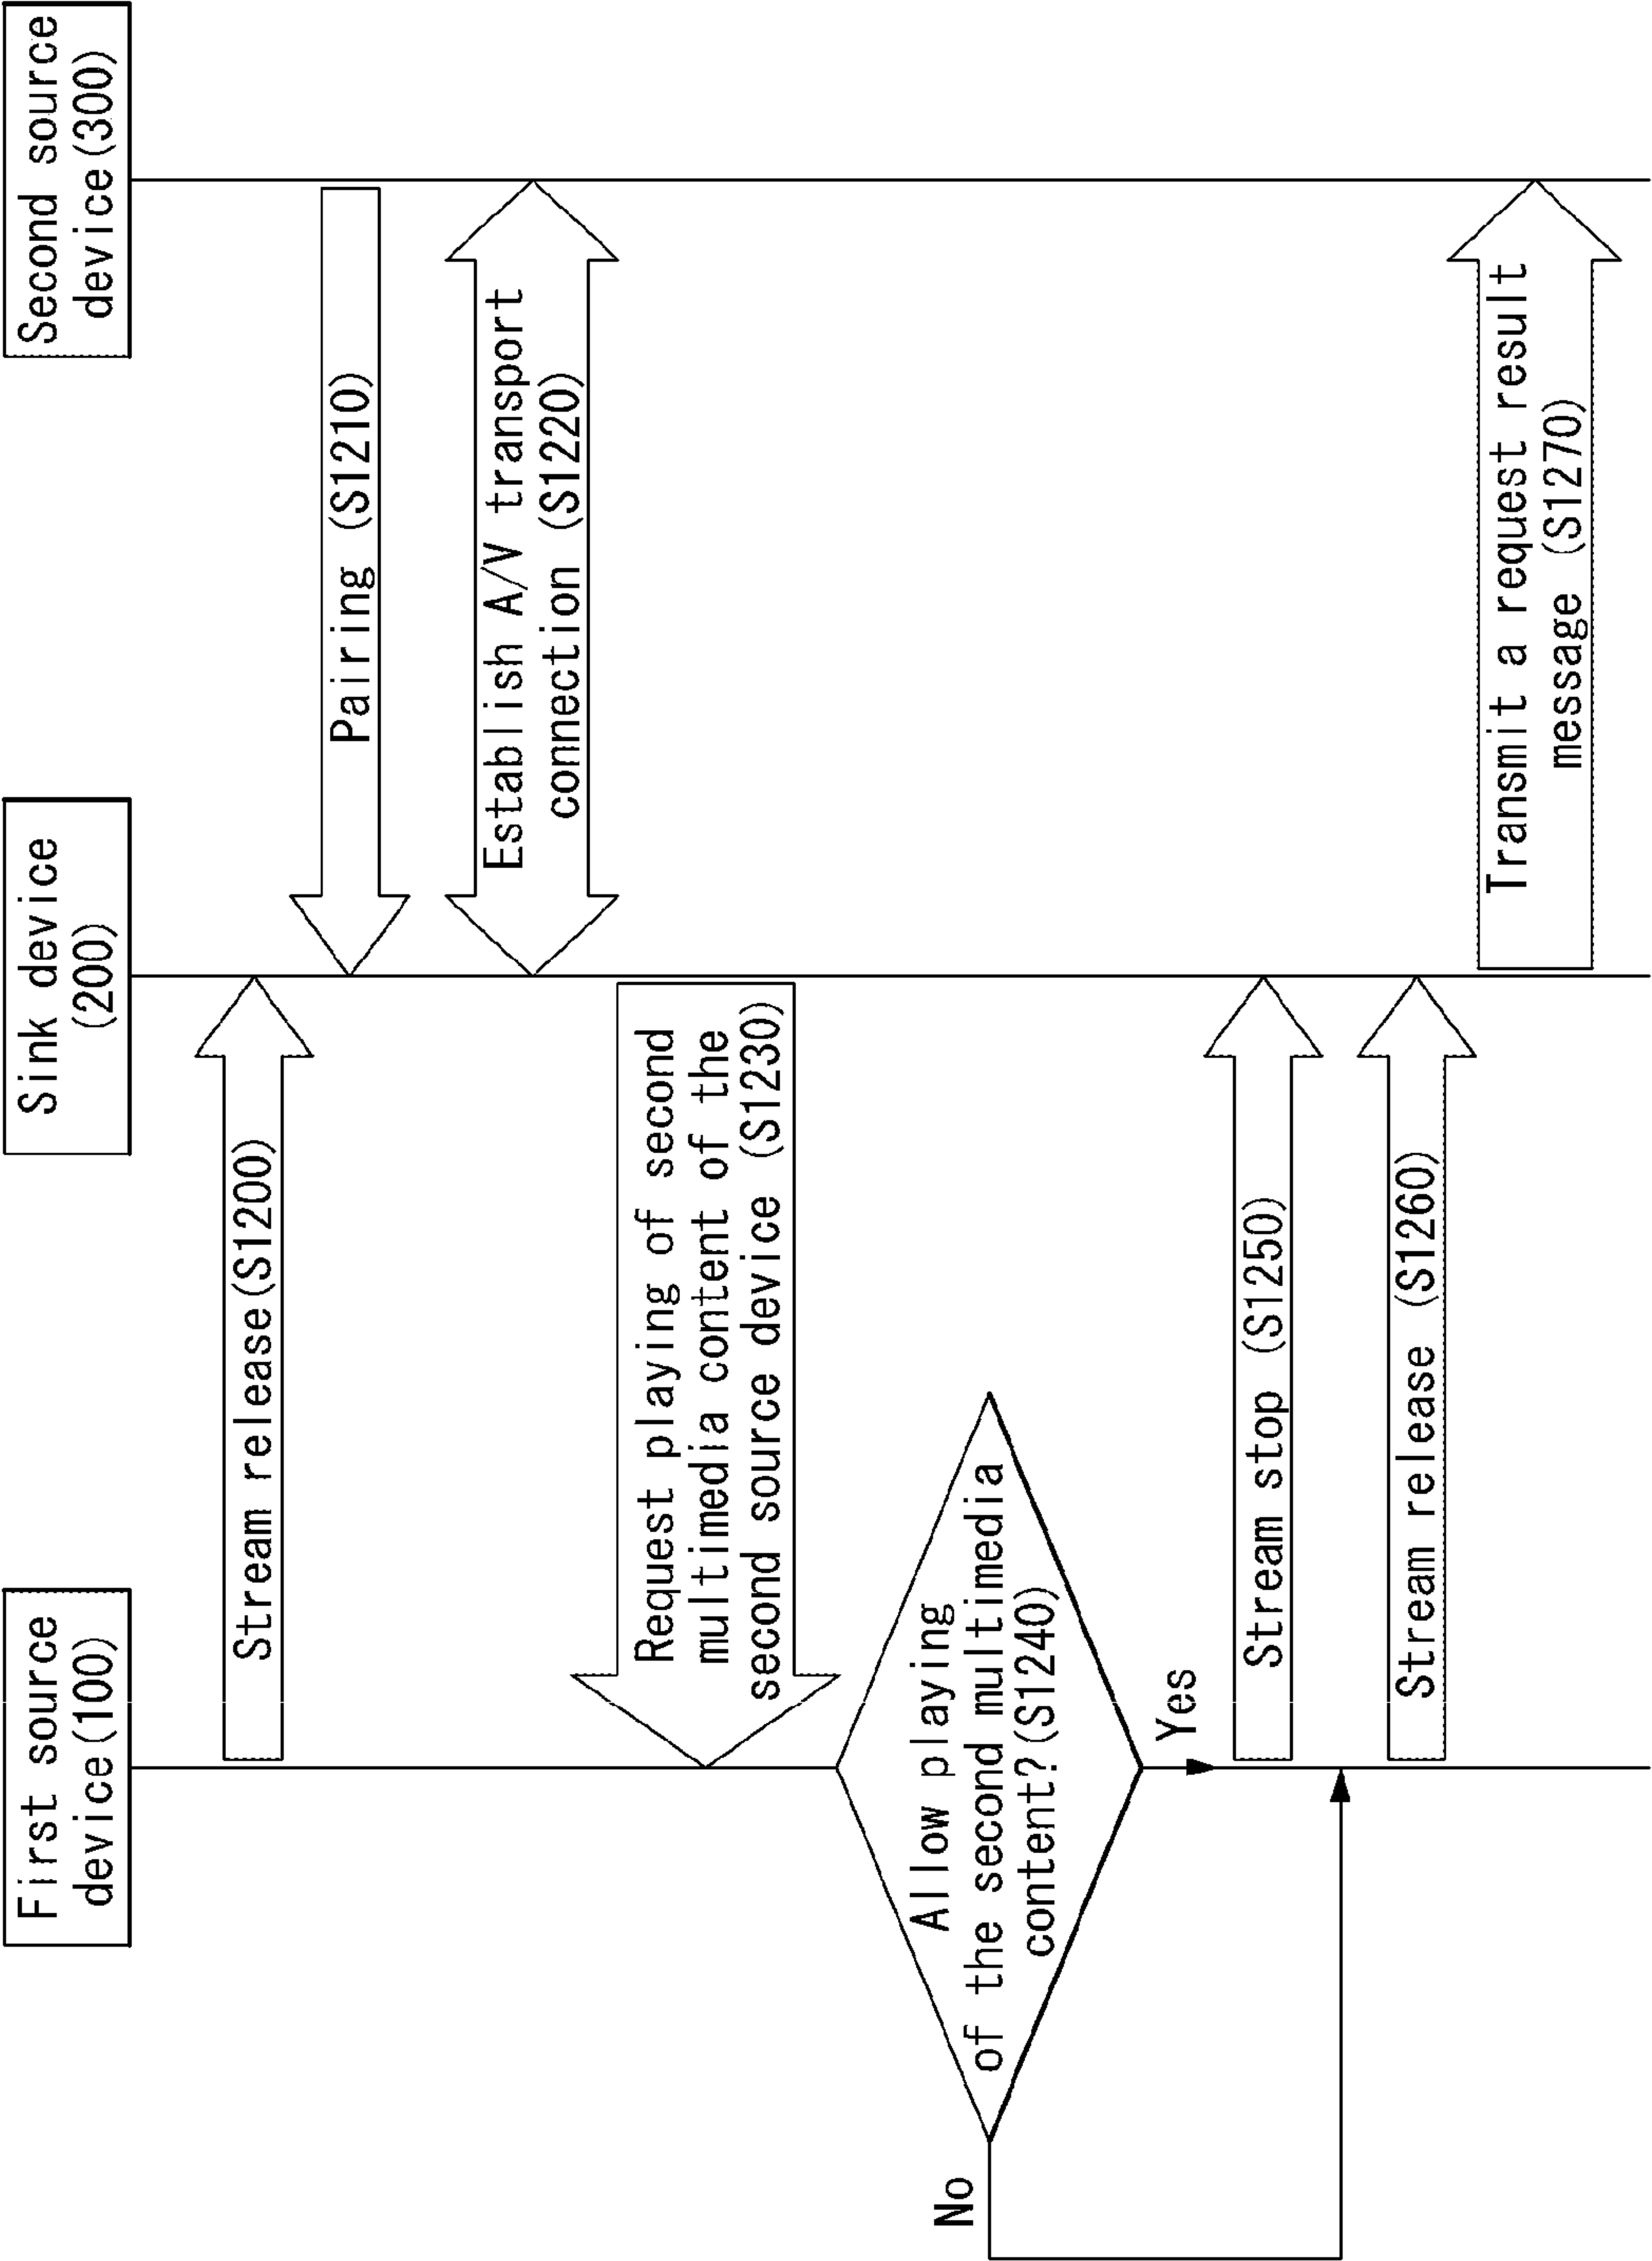 First source
device(100)
Sink device
(200)
Second source
device(300)
Stream release(S1200)
Pairing (S1210)
Establish A/V transport
connection (S1220)
Request playing of second
multimedia content of the
second source device (S1230)
Allow playing
of the second multimedia
content?(S1240)
No
Yes
Stream stop (S1250)
Stream release (S1260)
Transmit a request result
message (S1270)